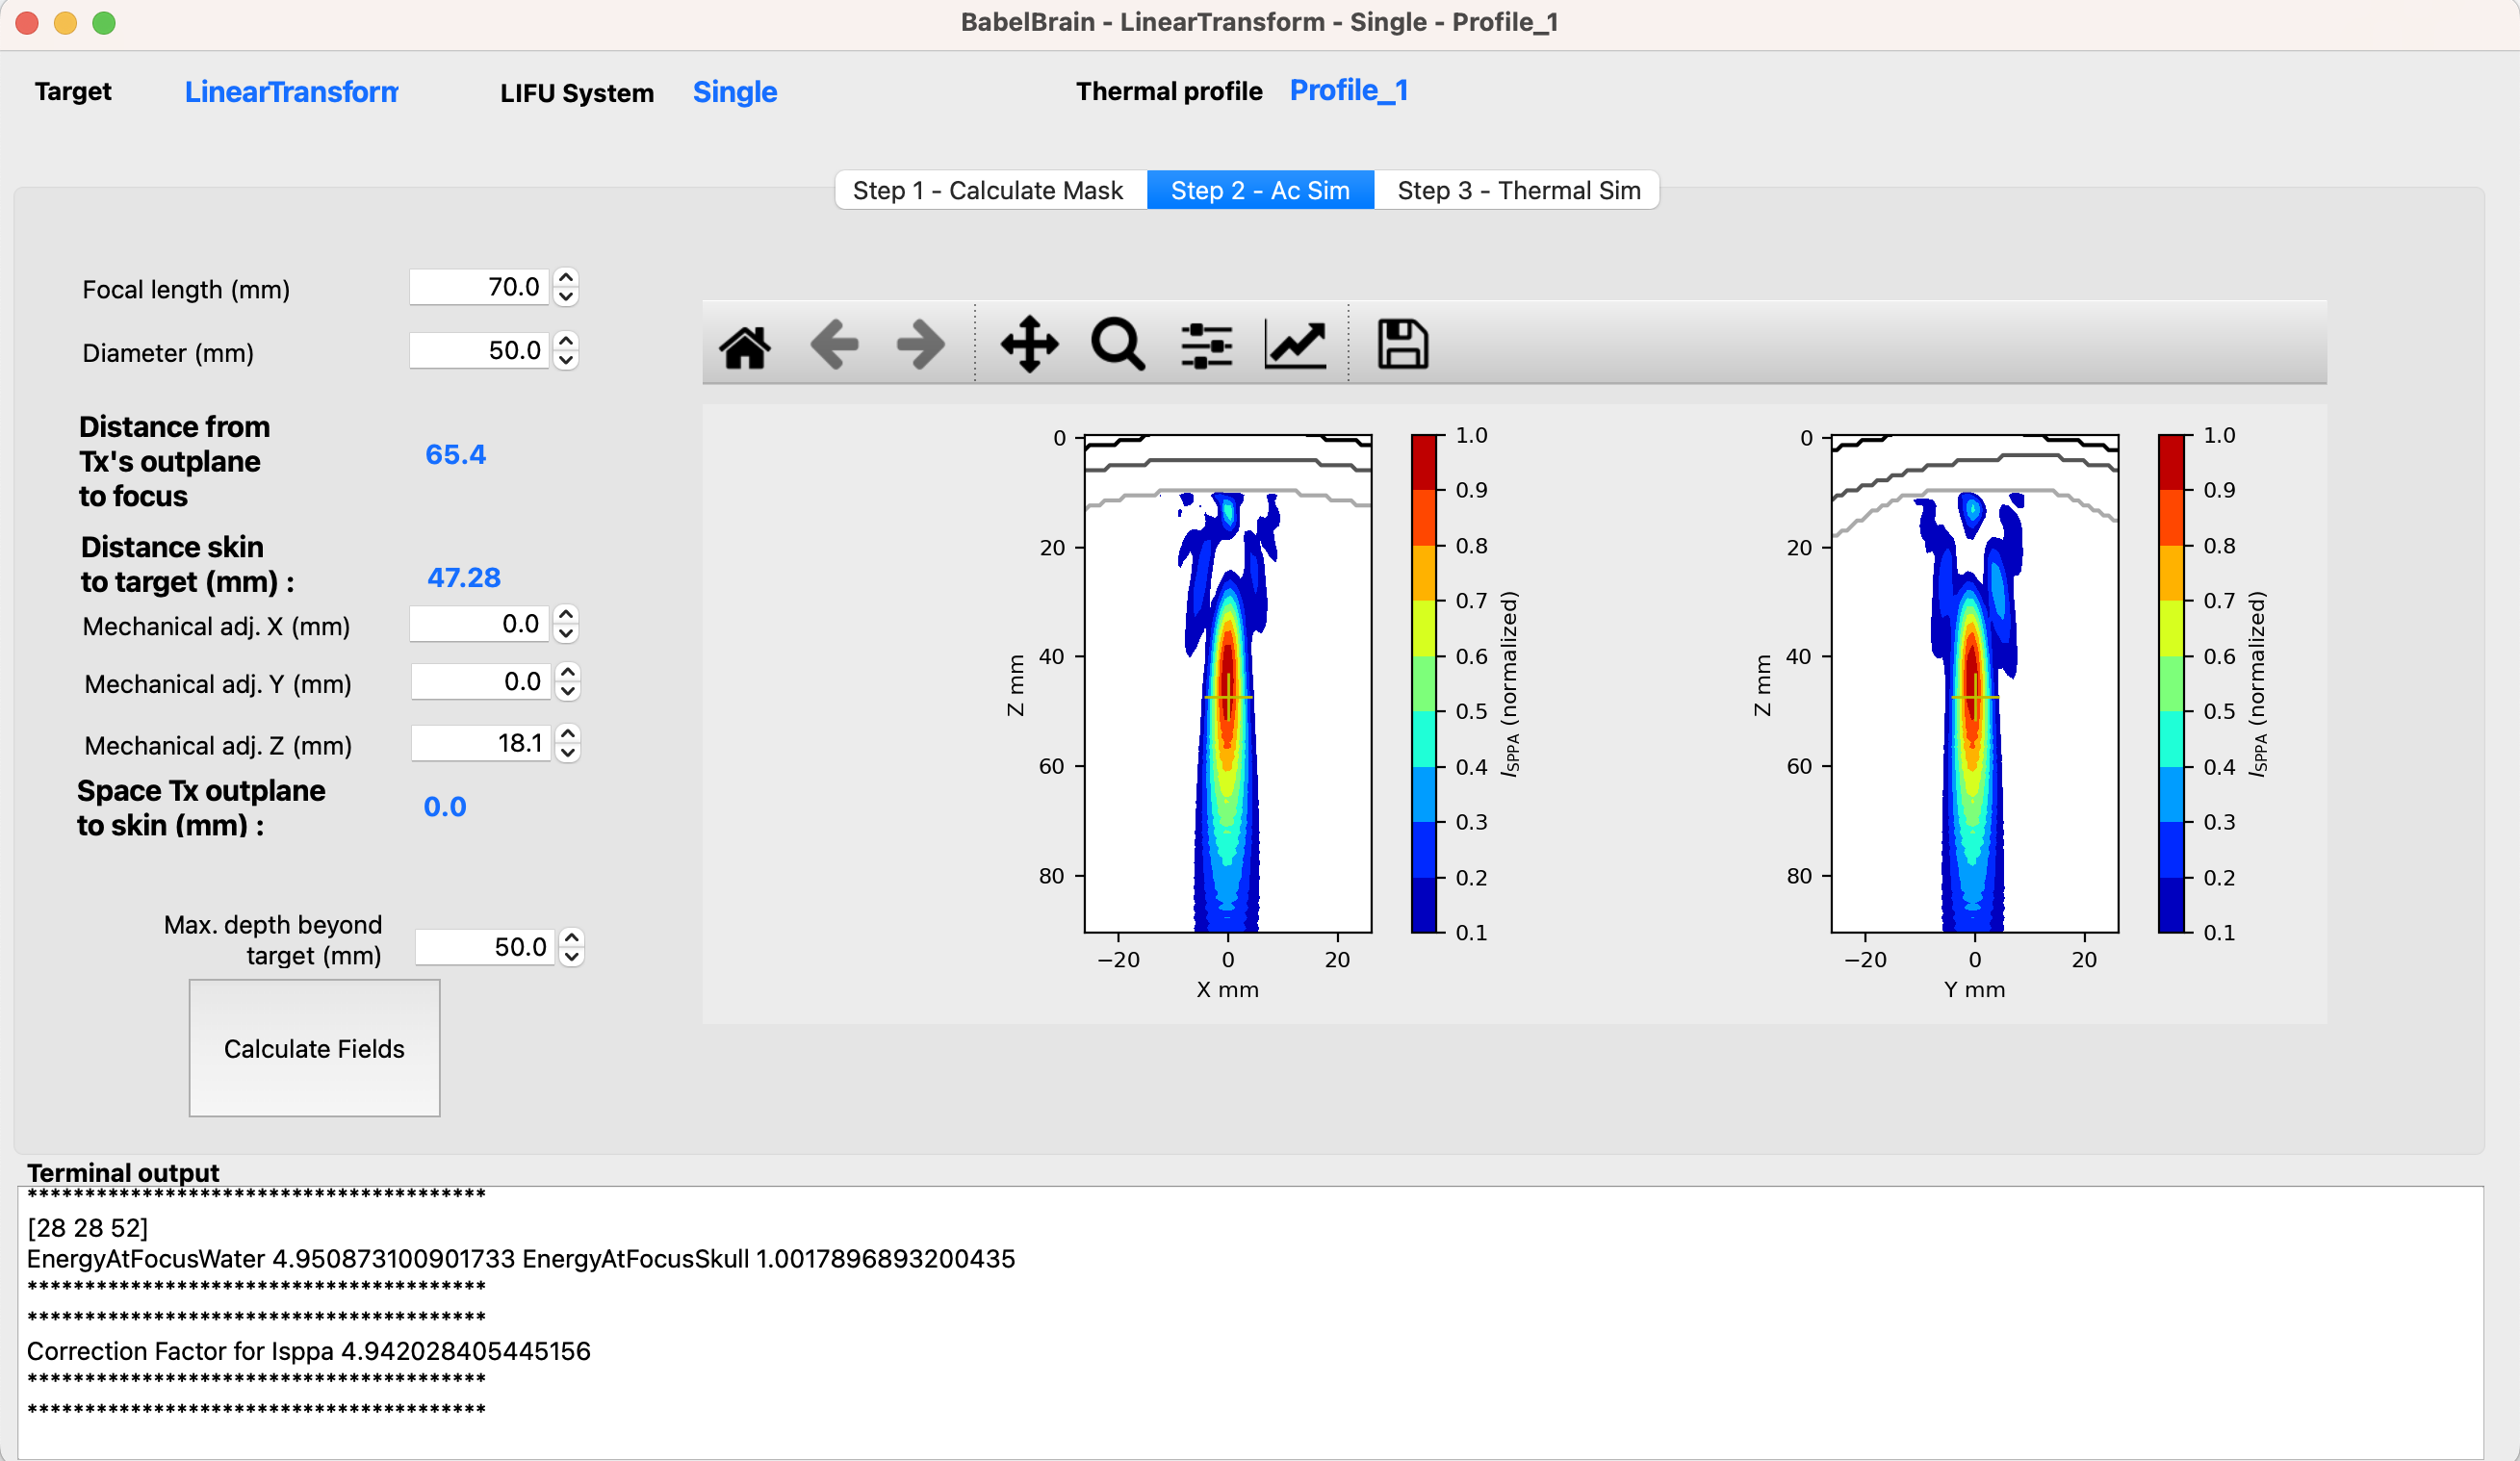 BabelBrain - LinearTransform - Single - Profile_1
Target LinearTransform LIFU System Single Thermal profile Profile_1
Step 1 - Calculate Mask Step 2 - Ac Sim Step 3 - Thermal Sim
Focal length (mm) 70.0
Diameter (mm) 50.0
Distance from
Tx's outplane
to focus
65.4
Distance skin
to target (mm) :
47.28
Mechanical adj. X (mm) 0.0
Mechanical adj. Y (mm) 0.0
Mechanical adj. Z (mm) 18.1
Space Tx outplane
to skin (mm) :
0.0
Max. depth beyond
target (mm)
50.0
Calculate Fields
0
20
40
60
80
Z mm
−20 0 20
X mm
1.0
0.9
0.8
0.7
0.6
0.5
0.4
0.3
0.2
0.1
ISPPA (normalized)
0
20
40
60
80
Z mm
−20 0 20
Y mm
1.0
0.9
0.8
0.7
0.6
0.5
0.4
0.3
0.2
0.1
ISPPA (normalized)
Terminal output
****************************************
[28 28 52]
EnergyAtFocusWater 4.950873100901733 EnergyAtFocusSkull 1.0017896893200435
****************************************
****************************************
Correction Factor for Isppa 4.942028405445156
****************************************
****************************************